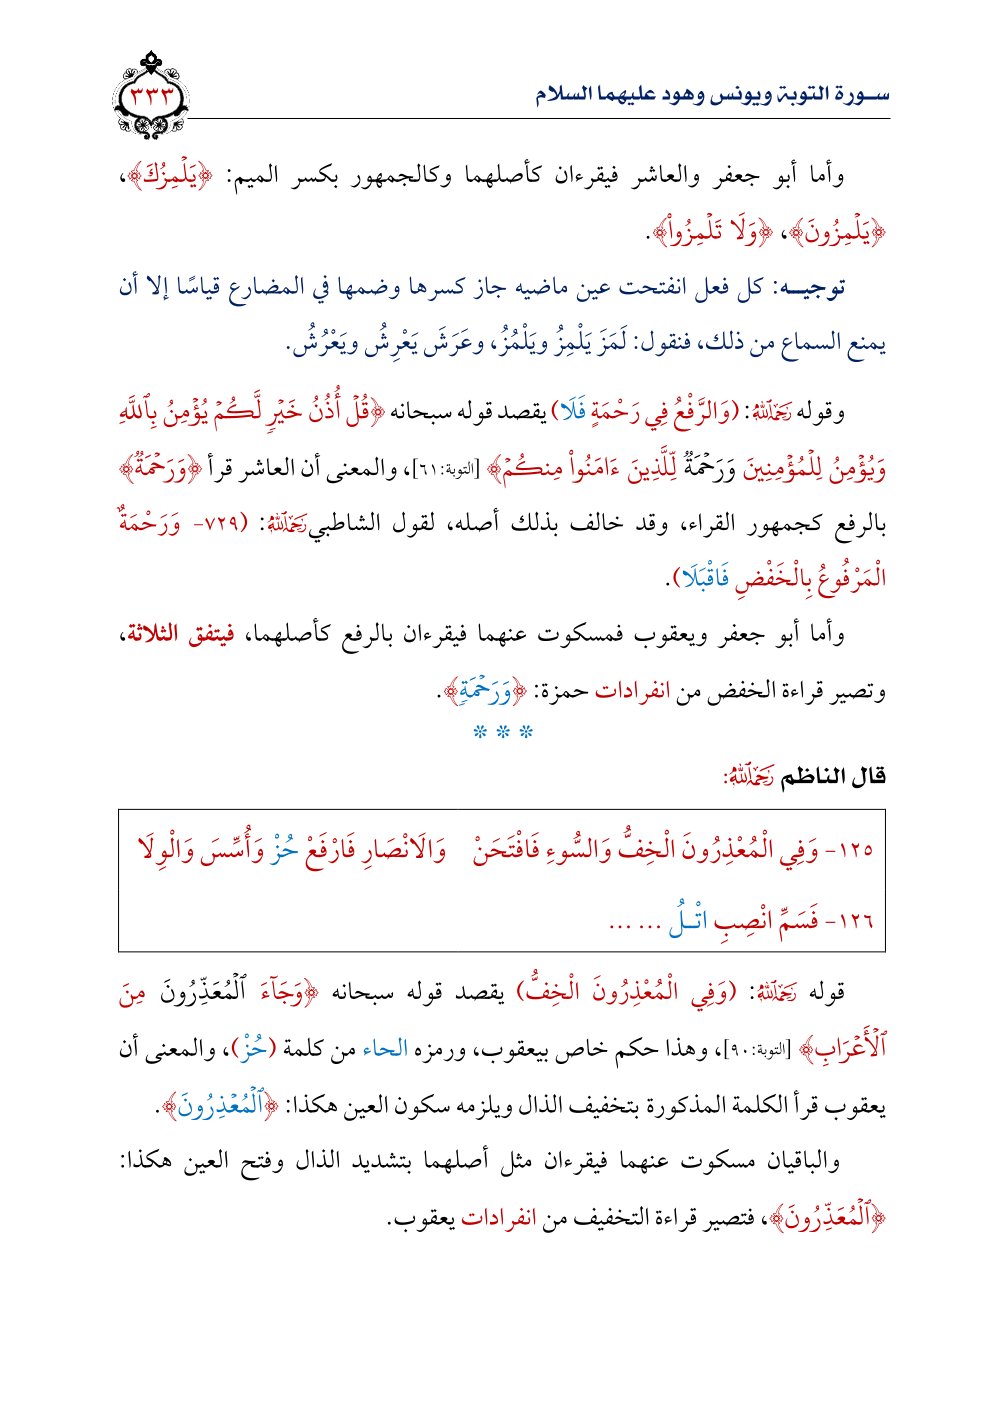 سـورة التوبة ويونس وهود عليهما السلام
٣٣٣
وأما أبو جعفر والعاشر فيقرءان كأصلهما وكالجمهور بكسر الميم: ﴿يَلۡمِزُكَ﴾،
﴿يَلۡمِزُونَ﴾، ﴿وَلَا تَلۡمِزُواْ﴾.
توجيـــه: كل فعل انفتحت عين ماضيه جاز كسرها وضمها في المضارع قياسًا إلا أن
يمنع السماع من ذلك، فنقول: لَمَزَ يَلْمِزُ ويَلْمُزُ، وعَرَشَ يَعْرِشُ ويَعْرُشُ.
وقوله رَحِمَهُ ٱللَّهُ: (وَالرَّفْعُ فِي رَحْمَةٍ فَلَا) يقصد قوله سبحانه ﴿قُلۡ أُذُنُ خَيۡرٖ لَّكُمۡ يُؤۡمِنُ بِٱللَّهِ
وَيُؤۡمِنُ لِلۡمُؤۡمِنِينَ وَرَحۡمَةٞ لِّلَّذِينَ ءَامَنُواْ مِنكُمۡ﴾ [التوبة:٦١]، والمعنى أن العاشر قرأ ﴿وَرَحۡمَةٞ﴾
بالرفع كجمهور القراء، وقد خالف بذلك أصله، لقول الشاطبي رَحِمَهُ ٱللَّهُ: (٧٢٩- وَرَحْمَةٌ
الْمَرْفُوعُ بِالْخَفْضِ فَاقْبَلَا).
وأما أبو جعفر ويعقوب فمسكوت عنهما فيقرءان بالرفع كأصلهما، فيتفق الثلاثة،
وتصير قراءة الخفض من انفرادات حمزة: ﴿وَرَحۡمَةٖ﴾.
* * *
قال الناظم رَحِمَهُ ٱللَّهُ:
١٢٥- وَفِي الْمُعْذِرُونَ الْخِفُّ وَالسُّوءِ فَافْتَحَنْ وَالَانْصَارِ فَارْفَعْ حُزْ وَأُسِّسَ وَالْوِلَا
١٢٦- فَسَمِّ انْصِبِ اتْـلُ ... ...
قوله رَحِمَهُ ٱللَّهُ: (وَفِي الْمُعْذِرُونَ الْخِفُّ) يقصد قوله سبحانه ﴿وَجَآءَ ٱلۡمُعَذِّرُونَ مِنَ
ٱلۡأَعۡرَابِ﴾ [التوبة:٩٠]، وهذا حكم خاص بيعقوب، ورمزه الحاء من كلمة (حُزْ)، والمعنى أن
يعقوب قرأ الكلمة المذكورة بتخفيف الذال ويلزمه سكون العين هكذا: ﴿ٱلۡمُعۡذِرُونَ﴾.
والباقيان مسكوت عنهما فيقرءان مثل أصلهما بتشديد الذال وفتح العين هكذا:
﴿ٱلۡمُعَذِّرُونَ﴾، فتصير قراءة التخفيف من انفرادات يعقوب.